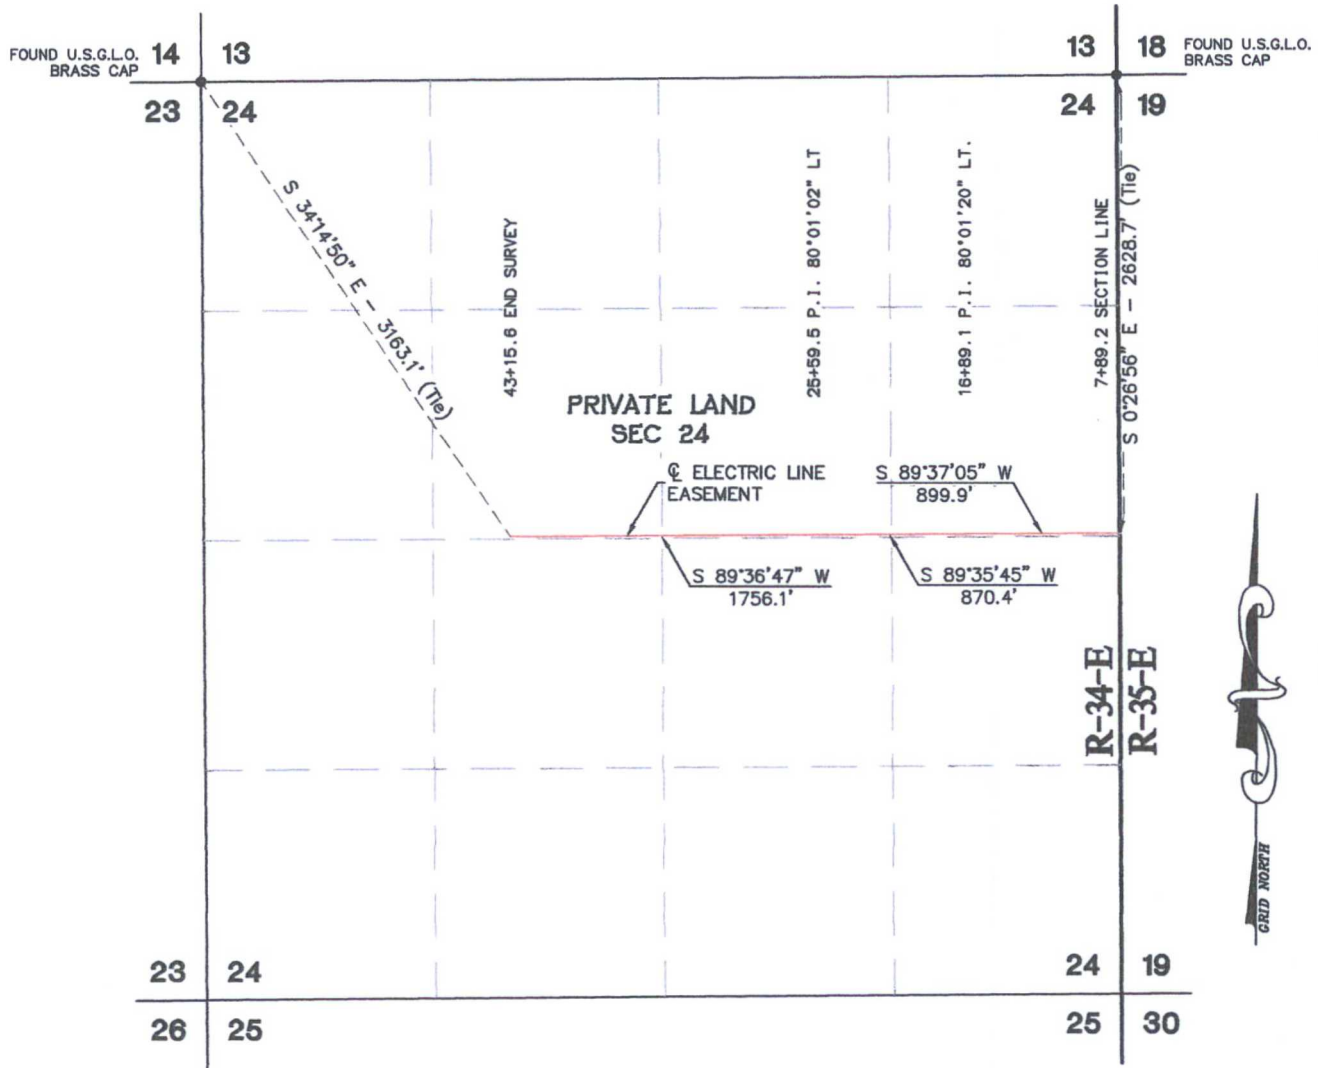 FOUND U.S.G.L.O.
BRASS CAP
14 13
23 24
13 18
24 19
FOUND U.S.G.L.O.
BRASS CAP
S 34°14'50" E - 3163.1' (Tie)
43+15.6 END SURVEY
25+59.5 P.I. 80°01'02" LT
16+89.1 P.I. 80°01'20" LT.
7+89.2 SECTION LINE
S 0°26'56" E - 2628.7' (Tie)
PRIVATE LAND
SEC 24
℄ ELECTRIC LINE
EASEMENT
S 89°37'05" W
899.9'
S 89°36'47" W
1756.1'
S 89°35'45" W
870.4'
R-34-E
R-35-E
GRID NORTH
23 24
26 25
24 19
25 30